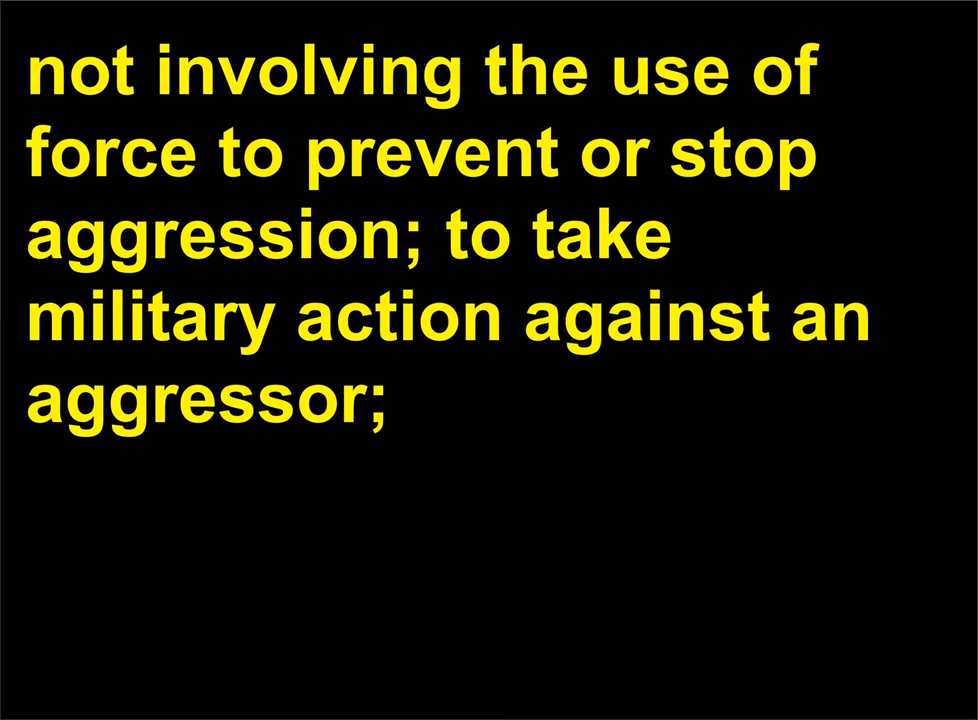 not involving the use of
force to prevent or stop
aggression; to take
military action against an
aggressor;